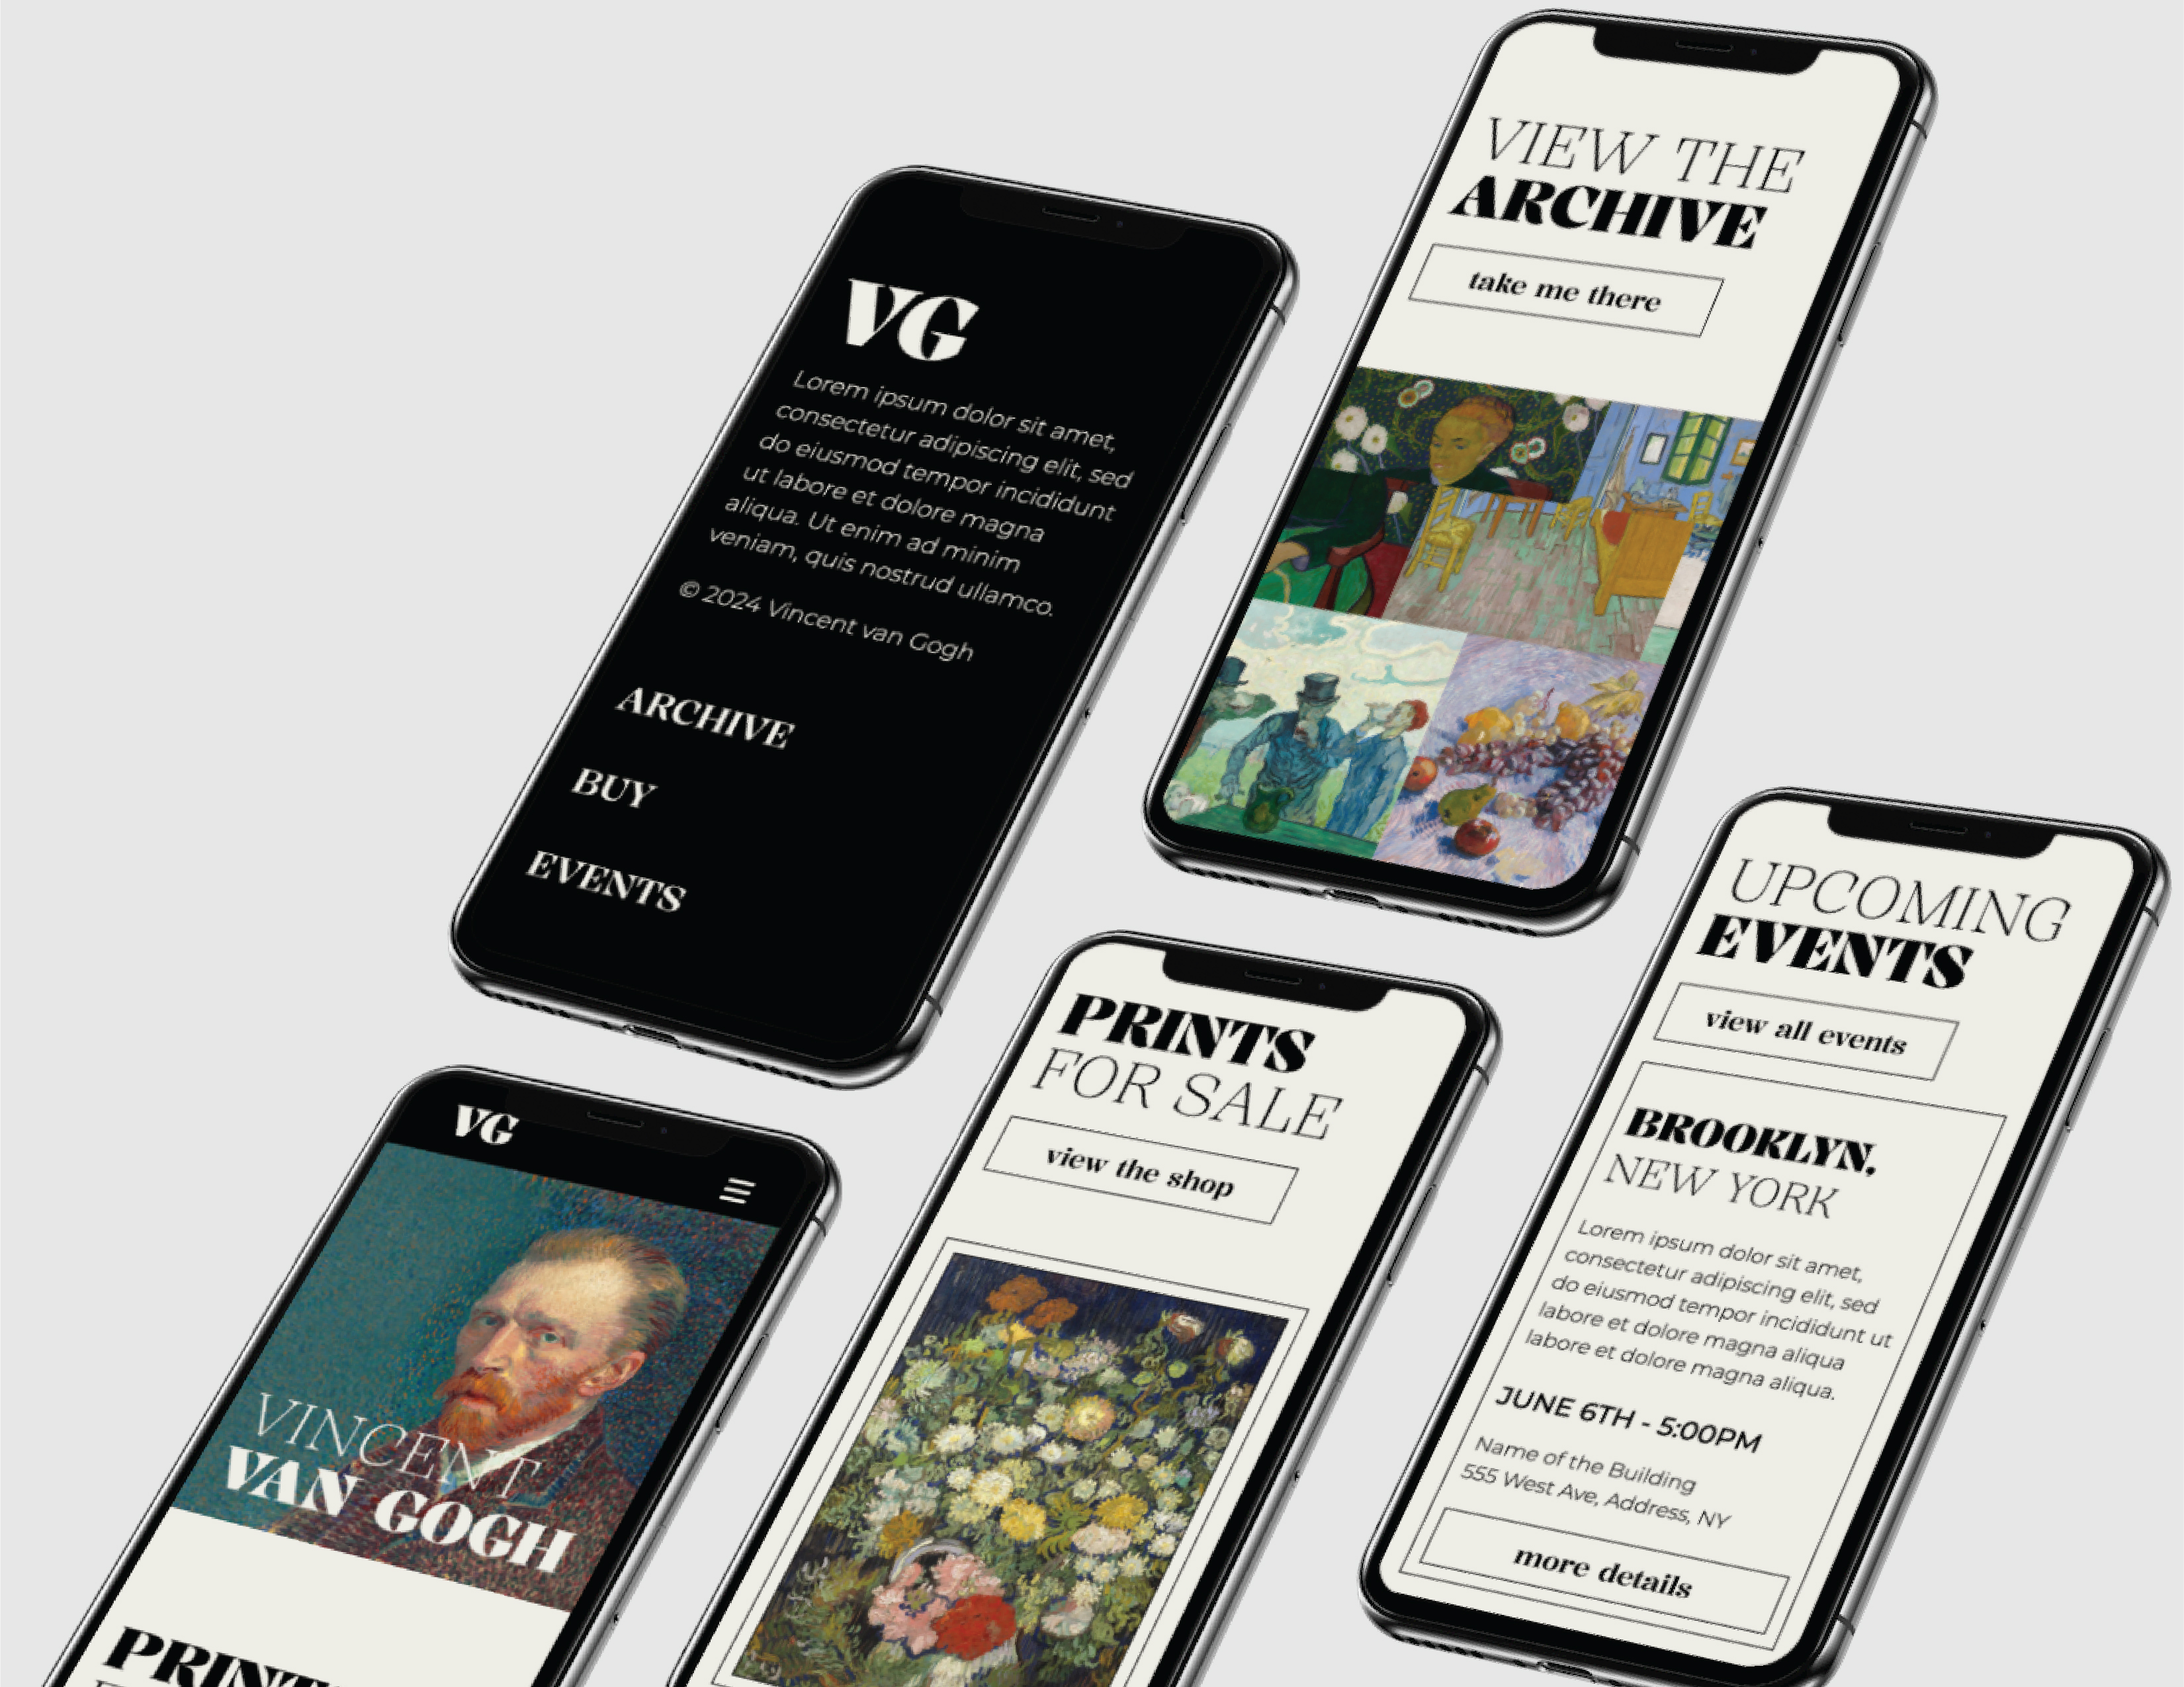 VG
Lorem ipsum dolor sit amet,
consectetur adipiscing elit, sed
do eiusmod tempor incididunt
ut labore et dolore magna
aliqua. Ut enim ad minim
veniam, quis nostrud ullamco.
© 2024 Vincent van Gogh
ARCHIVE
BUY
EVENTS
VIEW THE
ARCHIVE
take me there
VG
VINCENT
VAN GOGH
PRINTS
FOR SALE
view the shop
UPCOMING
EVENTS
view all events
BROOKLYN,
NEW YORK
Lorem ipsum dolor sit amet,
consectetur adipiscing elit, sed
do eiusmod tempor incididunt ut
labore et dolore magna aliqua
labore et dolore magna aliqua.
JUNE 6TH - 5:00PM
Name of the Building
555 West Ave, Address, NY
more details